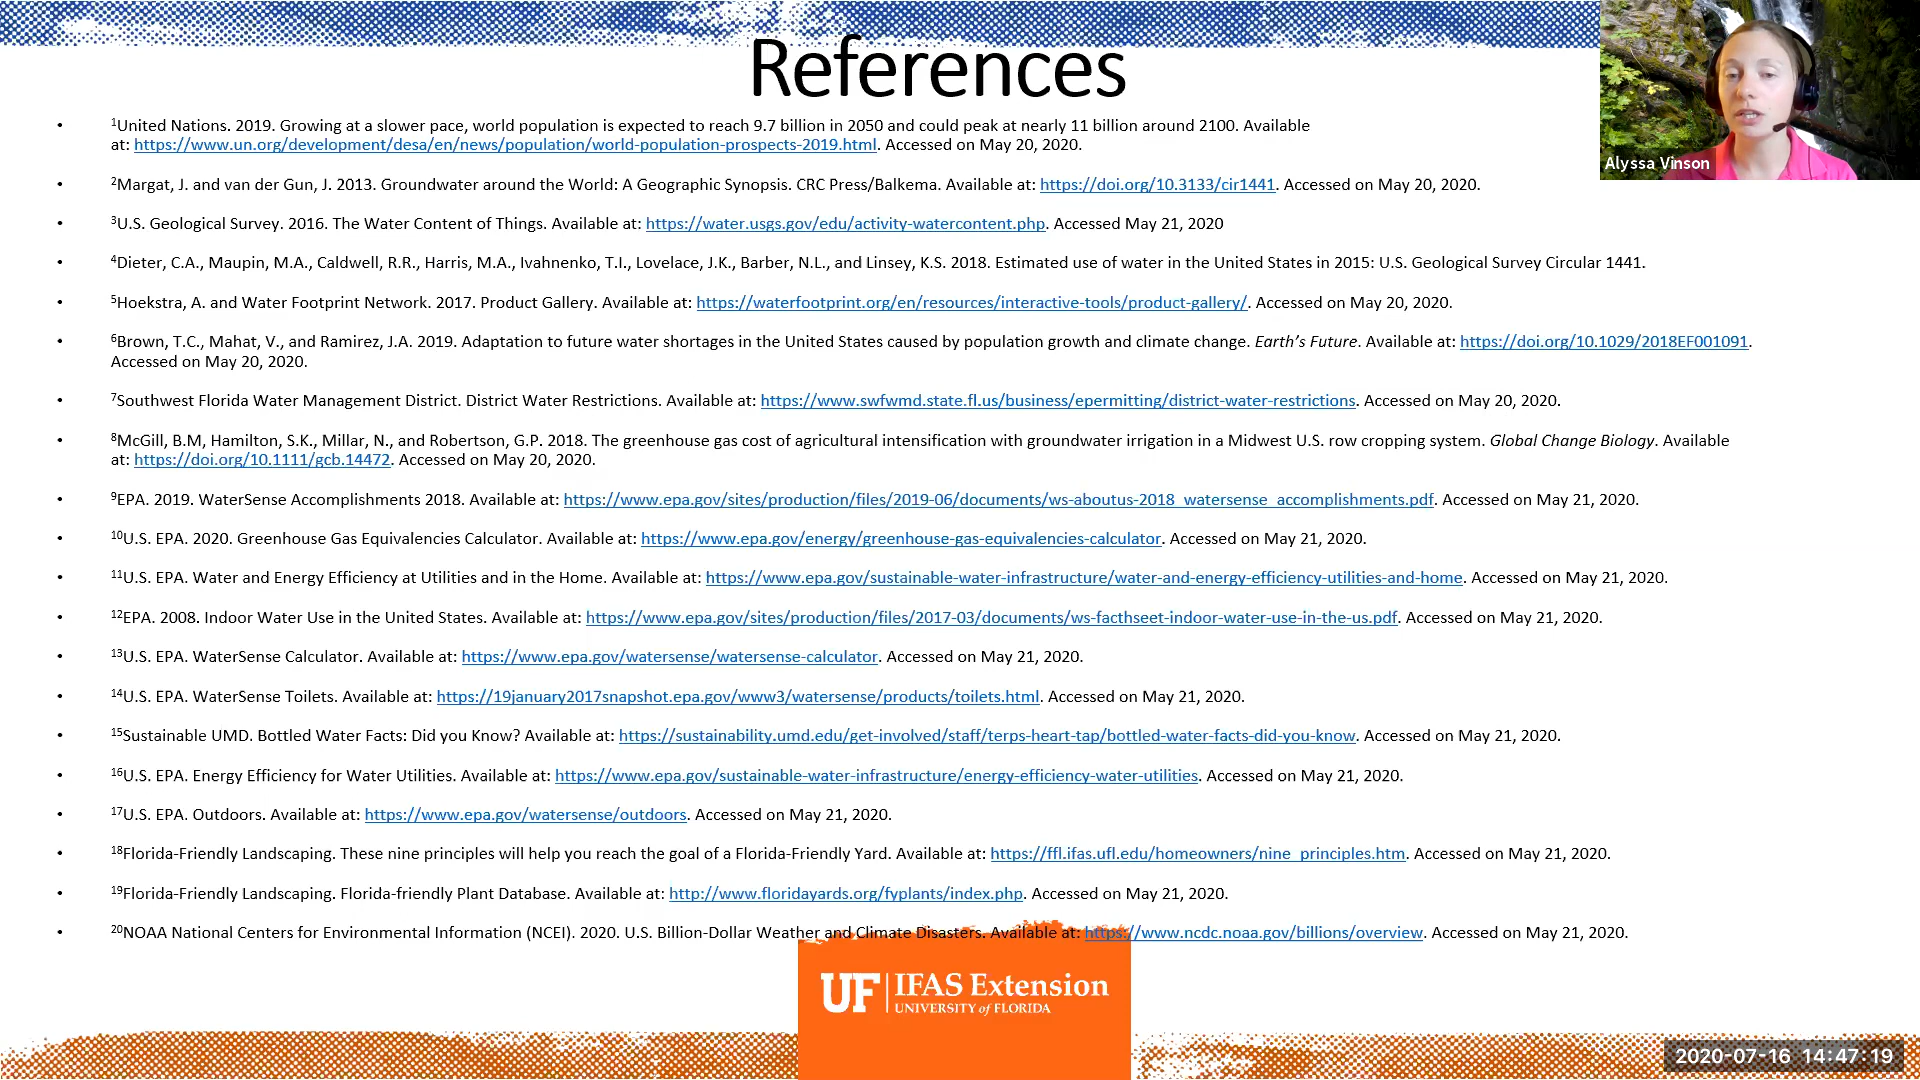 References
Alyssa Vinson
• ¹United Nations. 2019. Growing at a slower pace, world population is expected to reach 9.7 billion in 2050 and could peak at nearly 11 billion around 2100. Available
at: https://www.un.org/development/desa/en/news/population/world-population-prospects-2019.html. Accessed on May 20, 2020.
• ²Margat, J. and van der Gun, J. 2013. Groundwater around the World: A Geographic Synopsis. CRC Press/Balkema. Available at: https://doi.org/10.3133/cir1441. Accessed on May 20, 2020.
• ³U.S. Geological Survey. 2016. The Water Content of Things. Available at: https://water.usgs.gov/edu/activity-watercontent.php. Accessed May 21, 2020
• ⁴Dieter, C.A., Maupin, M.A., Caldwell, R.R., Harris, M.A., Ivahnenko, T.I., Lovelace, J.K., Barber, N.L., and Linsey, K.S. 2018. Estimated use of water in the United States in 2015: U.S. Geological Survey Circular 1441.
• ⁵Hoekstra, A. and Water Footprint Network. 2017. Product Gallery. Available at: https://waterfootprint.org/en/resources/interactive-tools/product-gallery/. Accessed on May 20, 2020.
• ⁶Brown, T.C., Mahat, V., and Ramirez, J.A. 2019. Adaptation to future water shortages in the United States caused by population growth and climate change. Earth's Future. Available at: https://doi.org/10.1029/2018EF001091.
Accessed on May 20, 2020.
• ⁷Southwest Florida Water Management District. District Water Restrictions. Available at: https://www.swfwmd.state.fl.us/business/epermitting/district-water-restrictions. Accessed on May 20, 2020.
• ⁸McGill, B.M, Hamilton, S.K., Millar, N., and Robertson, G.P. 2018. The greenhouse gas cost of agricultural intensification with groundwater irrigation in a Midwest U.S. row cropping system. Global Change Biology. Available
at: https://doi.org/10.1111/gcb.14472. Accessed on May 20, 2020.
• ⁹EPA. 2019. WaterSense Accomplishments 2018. Available at: https://www.epa.gov/sites/production/files/2019-06/documents/ws-aboutus-2018_watersense_accomplishments.pdf. Accessed on May 21, 2020.
• ¹⁰U.S. EPA. 2020. Greenhouse Gas Equivalencies Calculator. Available at: https://www.epa.gov/energy/greenhouse-gas-equivalencies-calculator. Accessed on May 21, 2020.
• ¹¹U.S. EPA. Water and Energy Efficiency at Utilities and in the Home. Available at: https://www.epa.gov/sustainable-water-infrastructure/water-and-energy-efficiency-utilities-and-home. Accessed on May 21, 2020.
• ¹²EPA. 2008. Indoor Water Use in the United States. Available at: https://www.epa.gov/sites/production/files/2017-03/documents/ws-facthseet-indoor-water-use-in-the-us.pdf. Accessed on May 21, 2020.
• ¹³U.S. EPA. WaterSense Calculator. Available at: https://www.epa.gov/watersense/watersense-calculator. Accessed on May 21, 2020.
• ¹⁴U.S. EPA. WaterSense Toilets. Available at: https://19january2017snapshot.epa.gov/www3/watersense/products/toilets.html. Accessed on May 21, 2020.
• ¹⁵Sustainable UMD. Bottled Water Facts: Did you Know? Available at: https://sustainability.umd.edu/get-involved/staff/terps-heart-tap/bottled-water-facts-did-you-know. Accessed on May 21, 2020.
• ¹⁶U.S. EPA. Energy Efficiency for Water Utilities. Available at: https://www.epa.gov/sustainable-water-infrastructure/energy-efficiency-water-utilities. Accessed on May 21, 2020.
• ¹⁷U.S. EPA. Outdoors. Available at: https://www.epa.gov/watersense/outdoors. Accessed on May 21, 2020.
• ¹⁸Florida-Friendly Landscaping. These nine principles will help you reach the goal of a Florida-Friendly Yard. Available at: https://ffl.ifas.ufl.edu/homeowners/nine_principles.htm. Accessed on May 21, 2020.
• ¹⁹Florida-Friendly Landscaping. Florida-friendly Plant Database. Available at: http://www.floridayards.org/fyplants/index.php. Accessed on May 21, 2020.
• ²⁰NOAA National Centers for Environmental Information (NCEI). 2020. U.S. Billion-Dollar Weather and Climate Disasters. Available at: https://www.ncdc.noaa.gov/billions/overview. Accessed on May 21, 2020.
UF IFAS Extension
UNIVERSITY of FLORIDA
2020-07-16 14:47:19